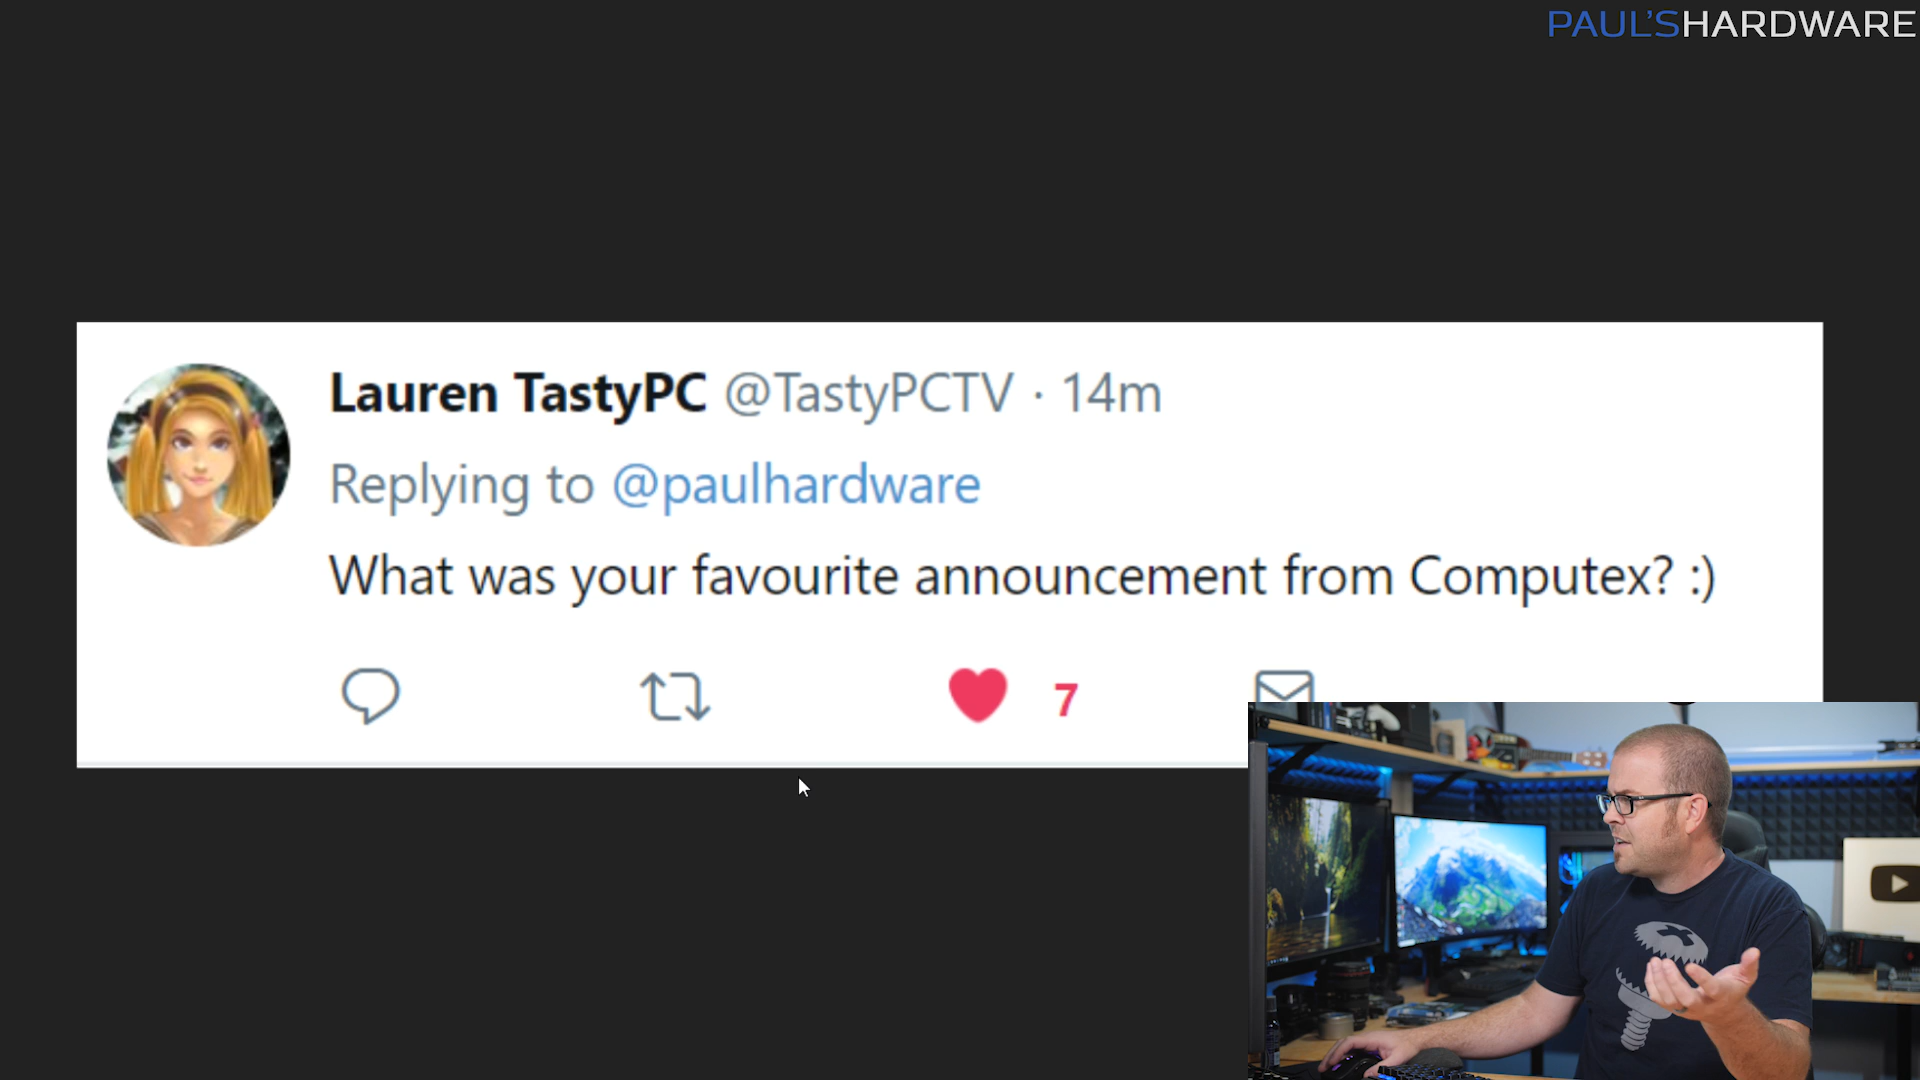 PAUL'SHARDWARE
Lauren TastyPC @TastyPCTV · 14m
Replying to @paulhardware
What was your favourite announcement from Computex? :)
7